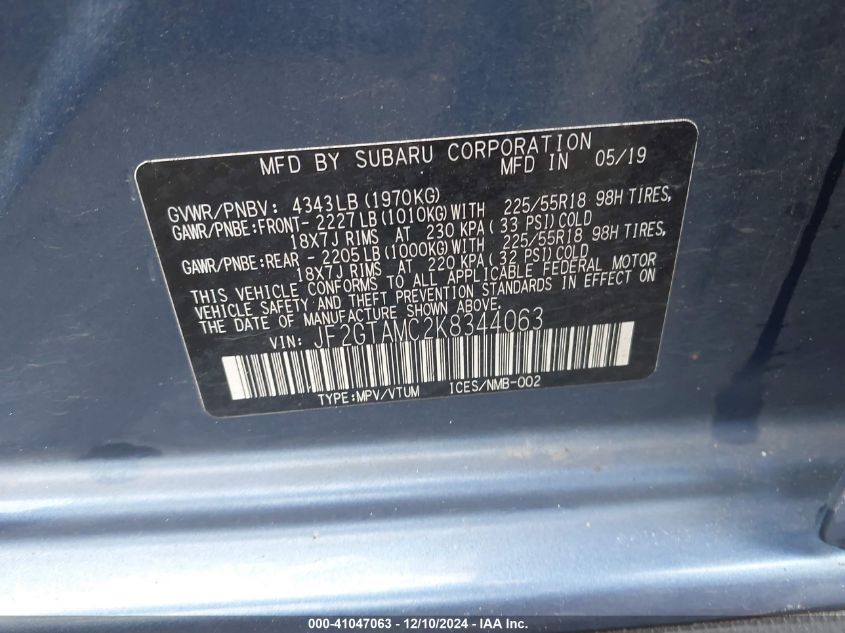 MFD BY SUBARU CORPORATION
MFD IN 05/19
GVWR/PNBV: 4343LB(1970KG)
GAWR/PNBE:FRONT- 2227LB(1010KG)WITH 225/55R18 98H TIRES,
18X7J RIMS AT 230 KPA(33 PSI)COLD
GAWR/PNBE:REAR - 2205LB(1000KG)WITH 225/55R18 98H TIRES,
18X7J RIMS AT 220 KPA(32 PSI)COLD
THIS VEHICLE CONFORMS TO ALL APPLICABLE FEDERAL MOTOR
VEHICLE SAFETY AND THEFT PREVENTION STANDARDS IN EFFECT ON
THE DATE OF MANUFACTURE SHOWN ABOVE.
VIN: JF2GTAMC2K8344063
TYPE:MPV/VTUM ICES/NMB-002
000-41047063 - 12/10/2024 - IAA Inc.